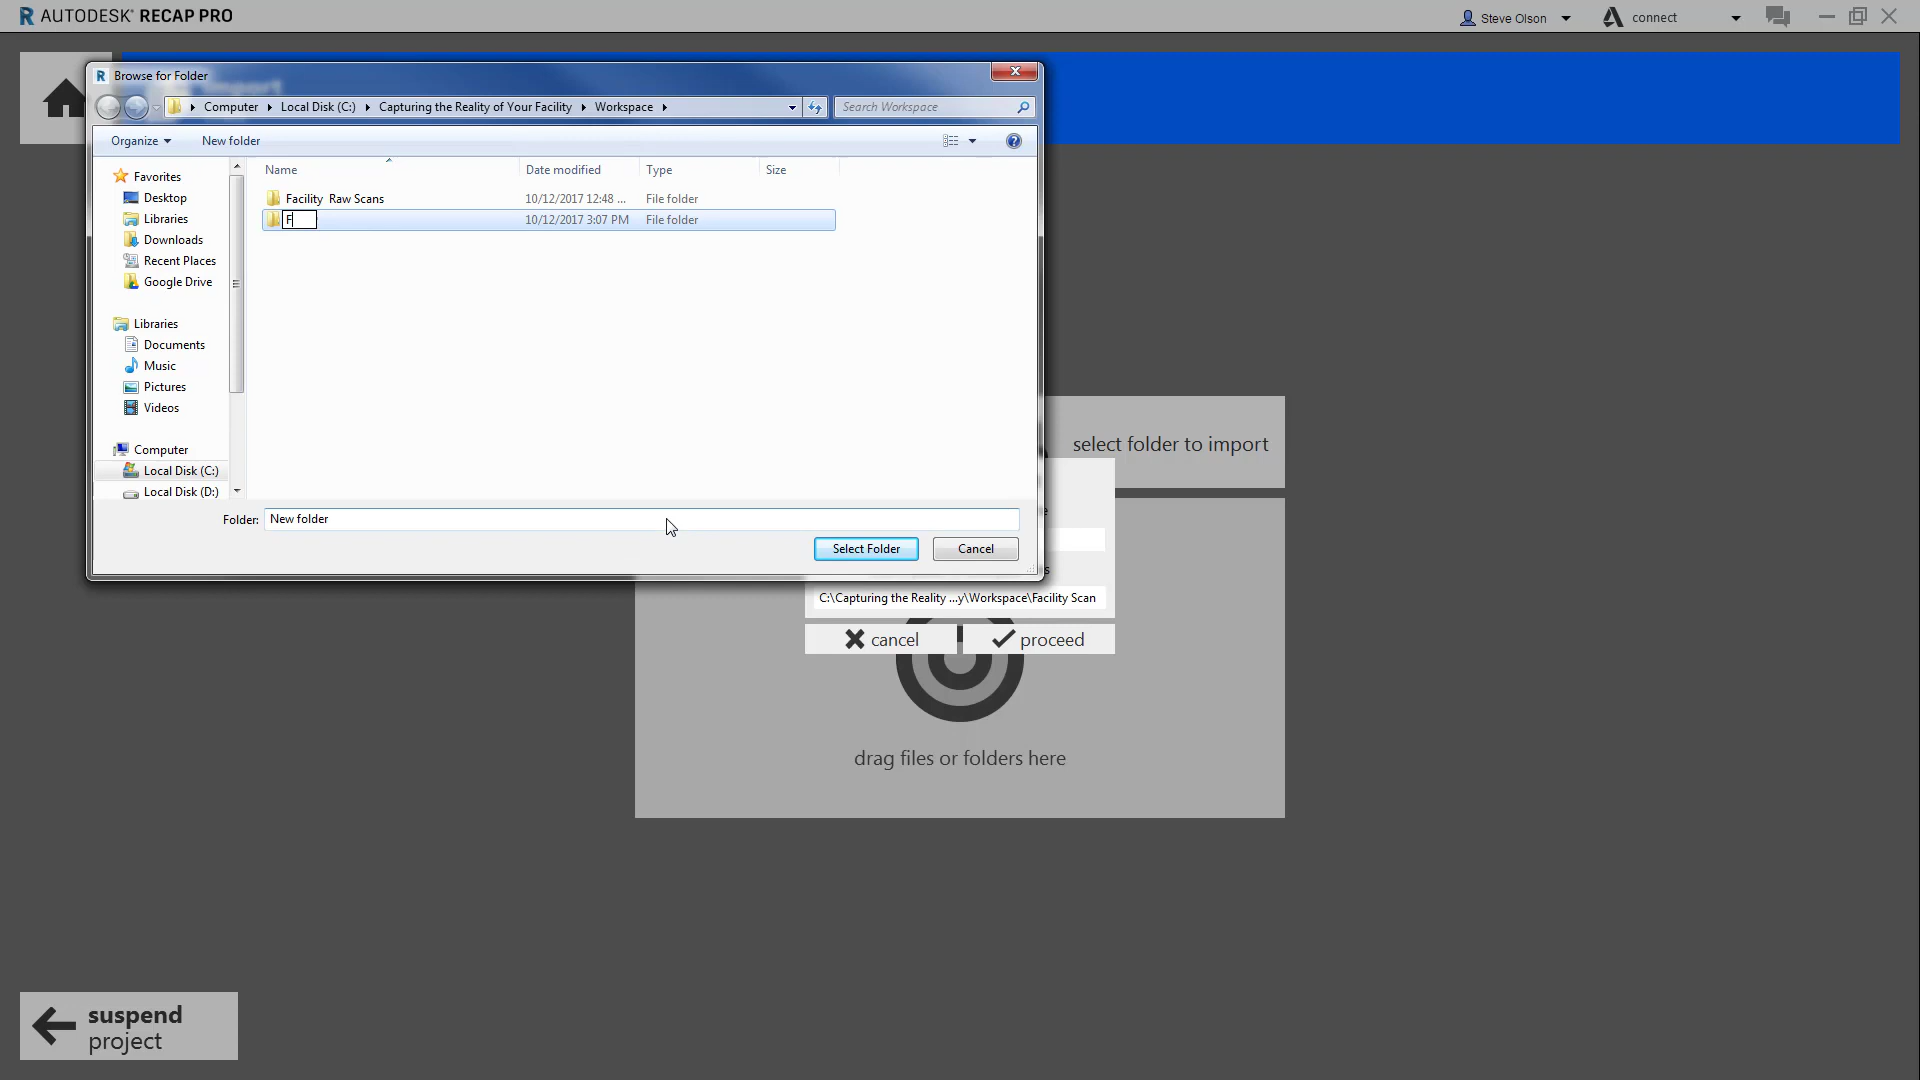 AUTODESK® RECAP PRO
Steve Olson
connect
Browse for Folder
import
Computer
Local Disk (C:)
Capturing the Reality of Your Facility
Workspace
Search Workspace
Organize
New folder
Name
Date modified
Type
Size
Favorites
Desktop
Libraries
Downloads
Recent Places
Google Drive
Libraries
Documents
Music
Pictures
Videos
Computer
Local Disk (C:)
Local Disk (D:)
Facility Raw Scans
10/12/2017 12:48 ...
File folder
F
10/12/2017 3:07 PM
File folder
Folder:
New folder
Select Folder
Cancel
select folder to import
C:\Capturing the Reality ...y\Workspace\Facility Scan
cancel
proceed
drag files or folders here
suspend
project